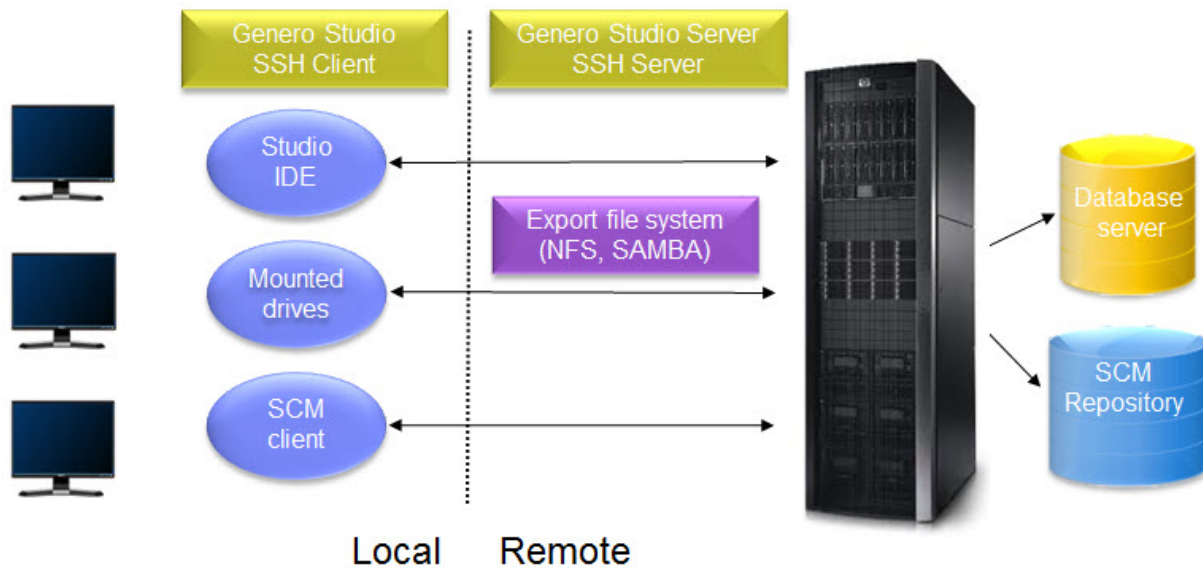 Genero Studio
SSH Client
Genero Studio Server
SSH Server
Studio
IDE
Export file system
(NFS, SAMBA)
Mounted
drives
SCM
client
Database
server
SCM
Repository
Local
Remote